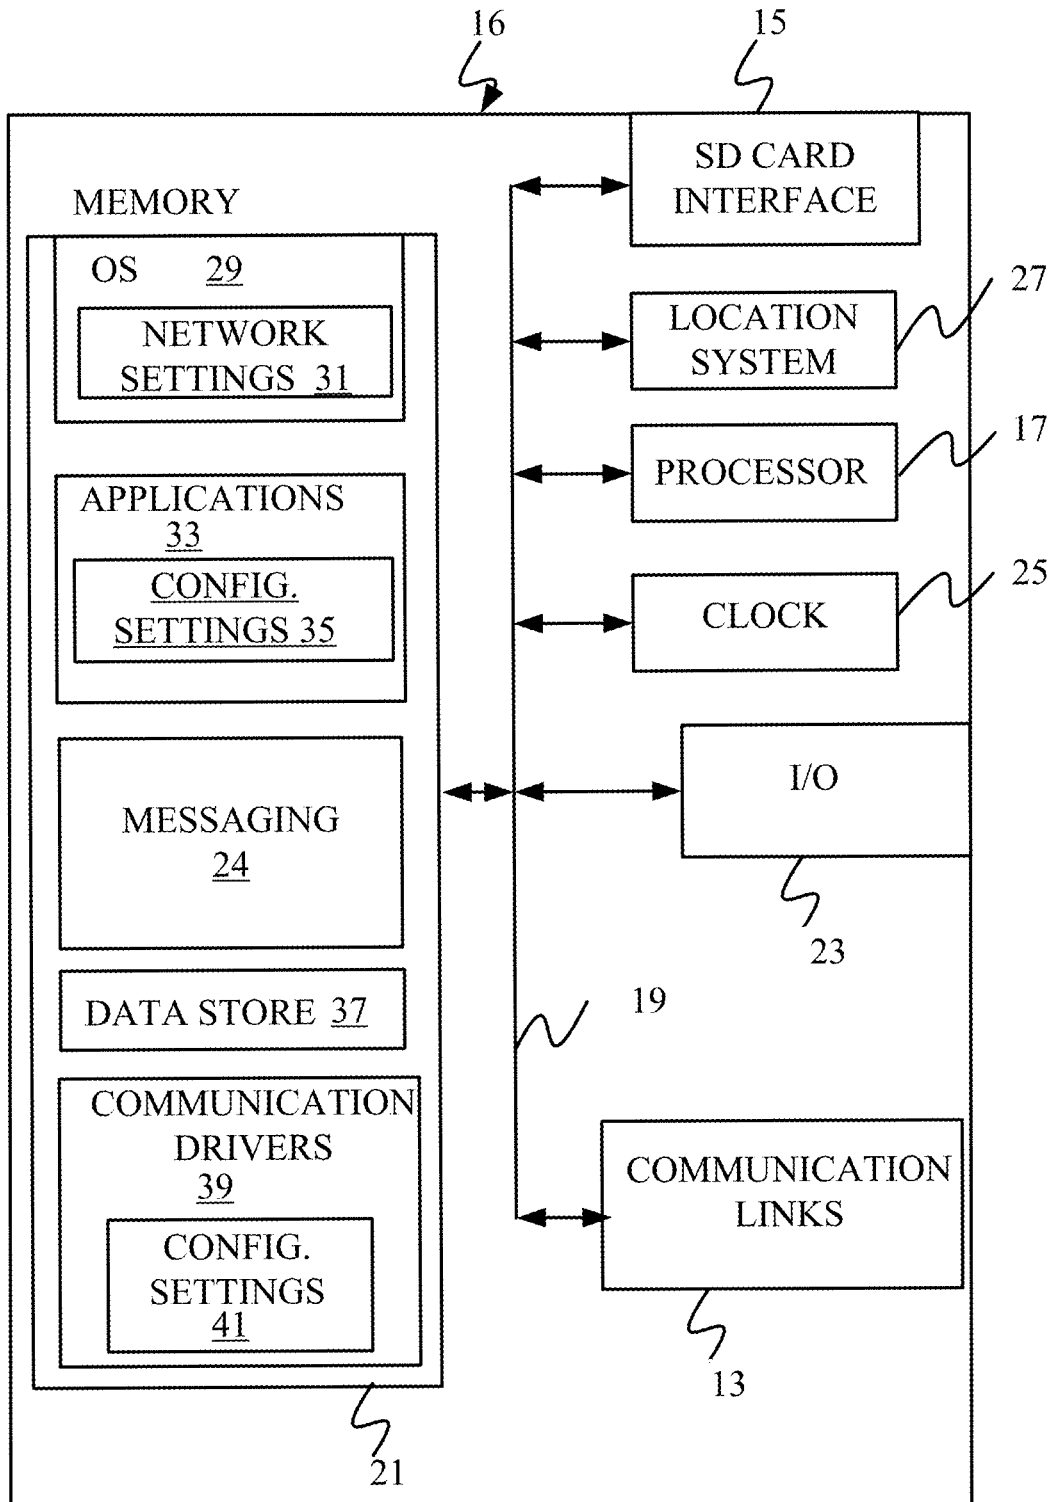 16
15
SD CARD
INTERFACE
MEMORY
OS 29
NETWORK
SETTINGS 31
27
LOCATION
SYSTEM
17
PROCESSOR
APPLICATIONS
33
CONFIG.
SETTINGS 35
25
CLOCK
I/O
MESSAGING
24
23
DATA STORE 37
19
COMMUNICATION
DRIVERS
39
CONFIG.
SETTINGS
41
COMMUNICATION
LINKS
13
21